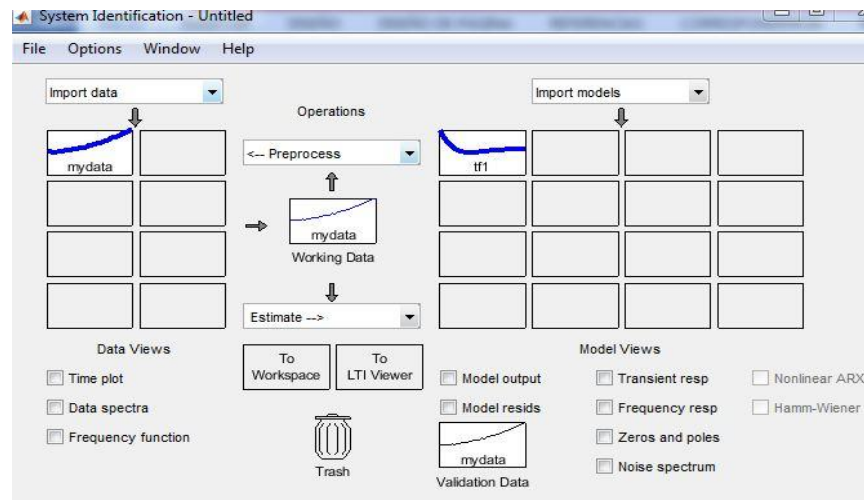 System Identification - Untitled
File Options Window Help
Import data
Operations
Import models
mydata
<-- Preprocess
tf1
mydata
Working Data
Estimate -->
Data Views
To Workspace
To LTI Viewer
Model Views
Time plot
Model output
Transient resp
Nonlinear ARX
Data spectra
Model resids
Frequency resp
Hamm-Wiener
Frequency function
Zeros and poles
Trash
mydata
Noise spectrum
Validation Data